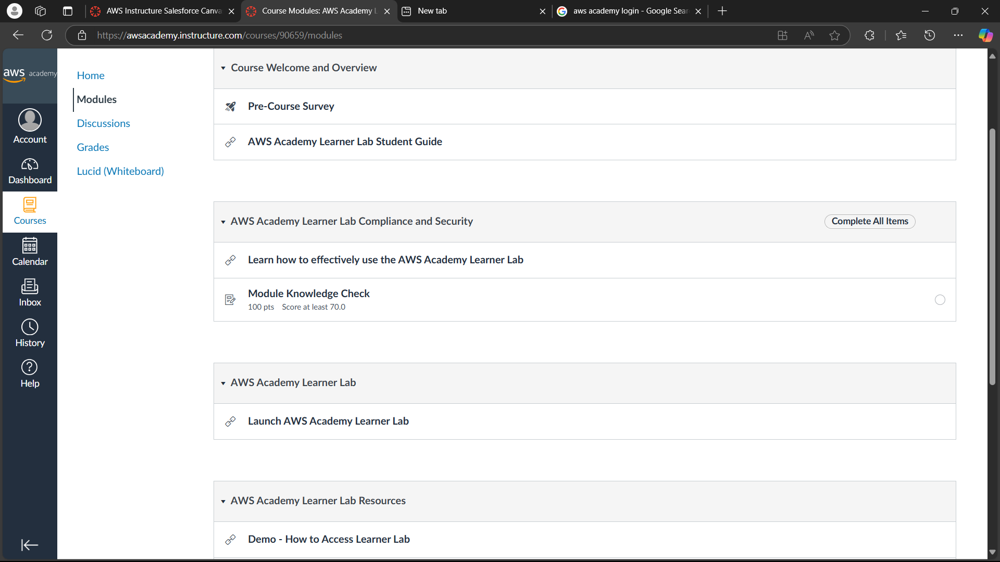 AWS Instructure Salesforce Canva
Course Modules: AWS Academy L
New tab
aws academy login - Google Sear
https://awsacademy.instructure.com/courses/90659/modules
aws academy
Account
Dashboard
Courses
Calendar
Inbox
History
Help
Home
Modules
Discussions
Grades
Lucid (Whiteboard)
Course Welcome and Overview
Pre-Course Survey
AWS Academy Learner Lab Student Guide
AWS Academy Learner Lab Compliance and Security
Complete All Items
Learn how to effectively use the AWS Academy Learner Lab
Module Knowledge Check
100 pts Score at least 70.0
AWS Academy Learner Lab
Launch AWS Academy Learner Lab
AWS Academy Learner Lab Resources
Demo - How to Access Learner Lab